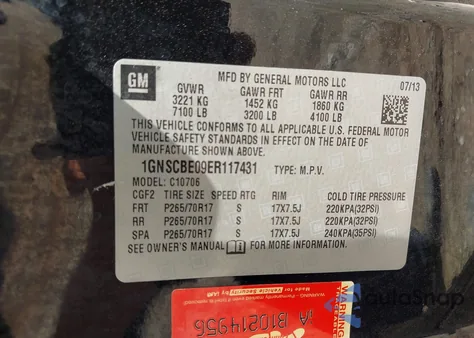 GM
MFD BY GENERAL MOTORS LLC
07/13
GVWR GAWR FRT GAWR RR
3221 KG 1452 KG 1860 KG
7100 LB 3200 LB 4100 LB
THIS VEHICLE CONFORMS TO ALL APPLICABLE U.S. FEDERAL MOTOR
VEHICLE SAFETY STANDARDS IN EFFECT ON THE DATE OF
MANUFACTURE SHOWN ABOVE.
1GNSCBE09ER117431 TYPE: M.P.V.
MODEL: C10706
CGF2 TIRE SIZE SPEED RTG RIM COLD TIRE PRESSURE
FRT P265/70R17 S 17X7.5J 220KPA(32PSI)
RR P265/70R17 S 17X7.5J 220KPA(32PSI)
SPA P265/70R17 S 17X7.5J 240KPA(35PSI)
SEE OWNER'S MANUAL FOR MORE INFORMATION.
WARNING
B10214956